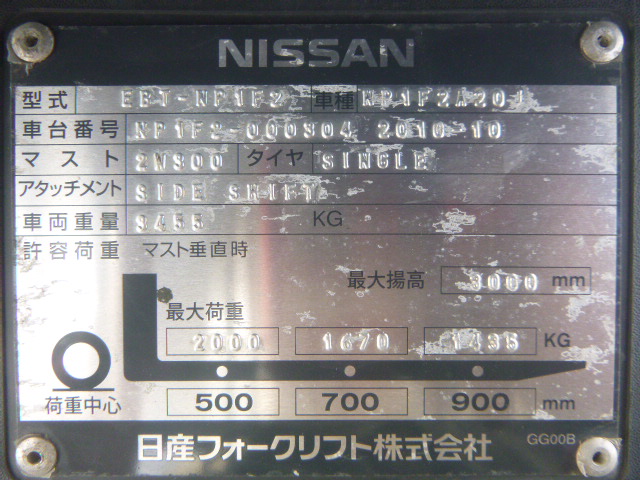 NISSAN
型式 EBT-NP1F2 車種 NP1F2A20J
車台番号 NP1F2-000304 2010-10
マスト 2W300 タイヤ SINGLE
アタッチメント SIDE SHIFT
車両重量 3455 KG
許容荷重 マスト垂直時
最大揚高 3000 mm
最大荷重
2000 1670 1435 KG
荷重中心 500 700 900 mm
日産フォークリフト株式会社 GG00B